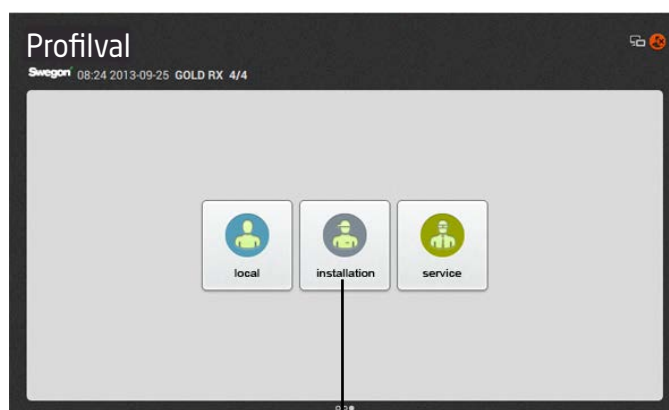 Profilval
Swegon 08:24 2013-09-25 GOLD RX 4/4
local
installation
service